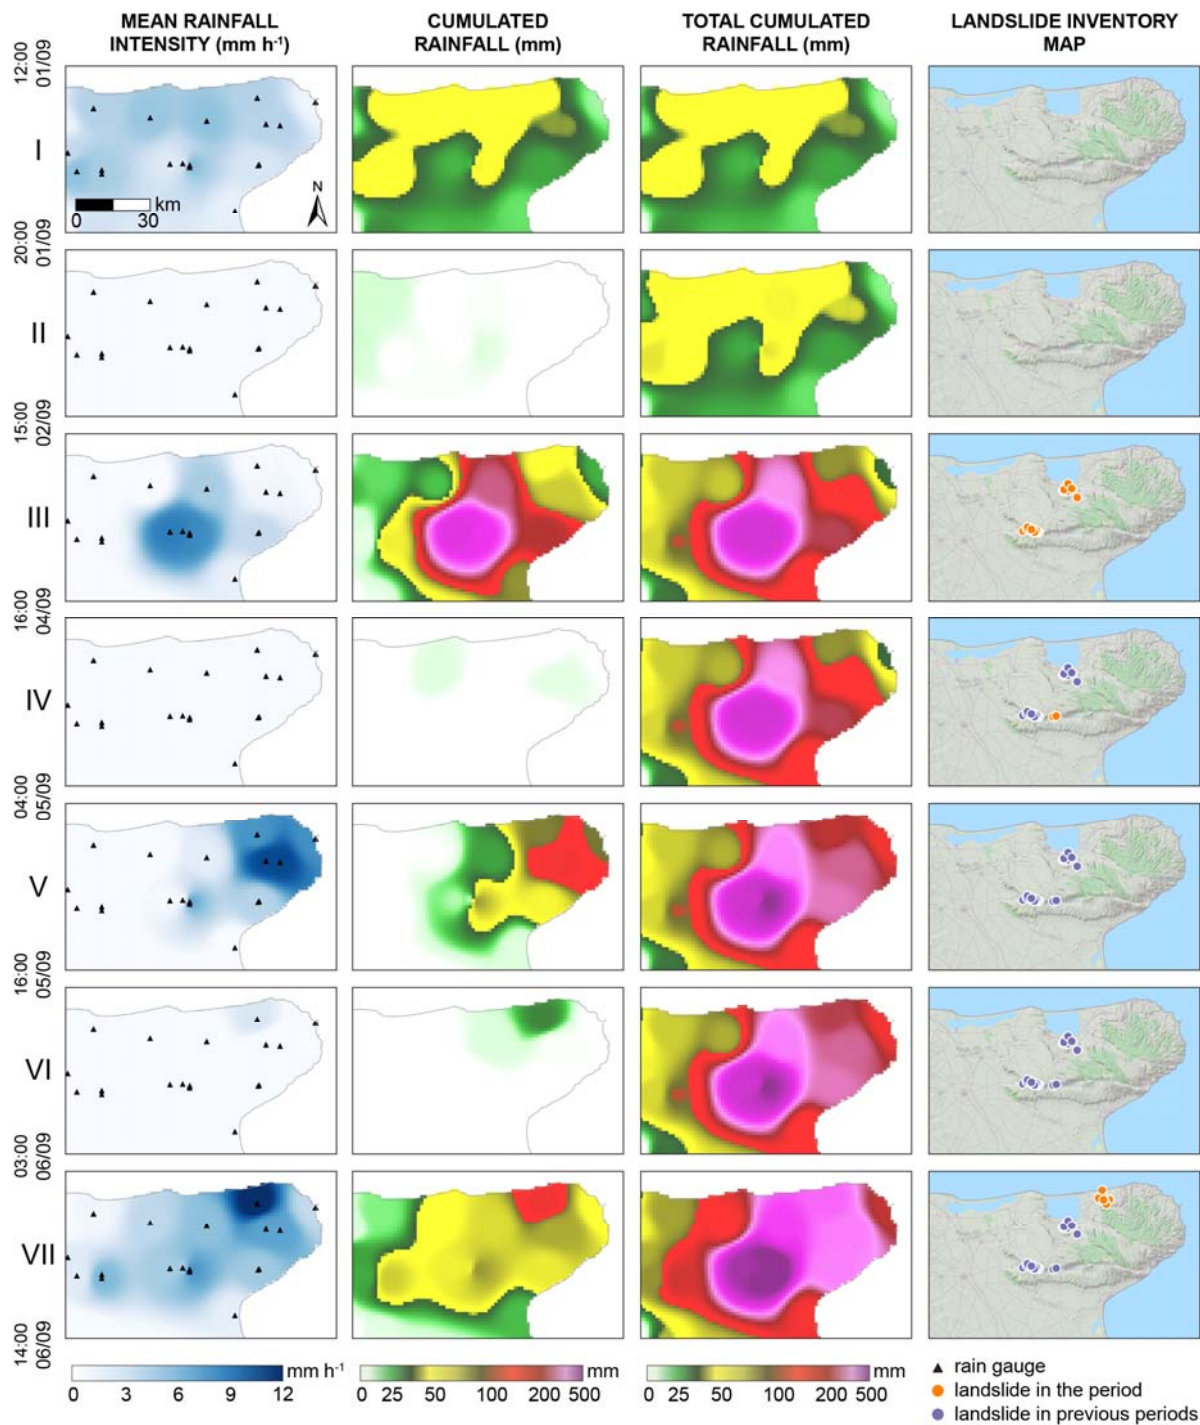 MEAN RAINFALL
INTENSITY (mm h⁻¹)
CUMULATED
RAINFALL (mm)
TOTAL CUMULATED
RAINFALL (mm)
LANDSLIDE INVENTORY
MAP
12:00
01/09
I
km
0 30
N
20:00
01/09
II
15:00
02/09
III
16:00
04/09
IV
04:00
05/09
V
16:00
05/09
VI
03:00
06/09
VII
14:00
06/09
mm h⁻¹
0 3 6 9 12
mm
0 25 50 100 200 500
mm
0 25 50 100 200 500
rain gauge
landslide in the period
landslide in previous periods